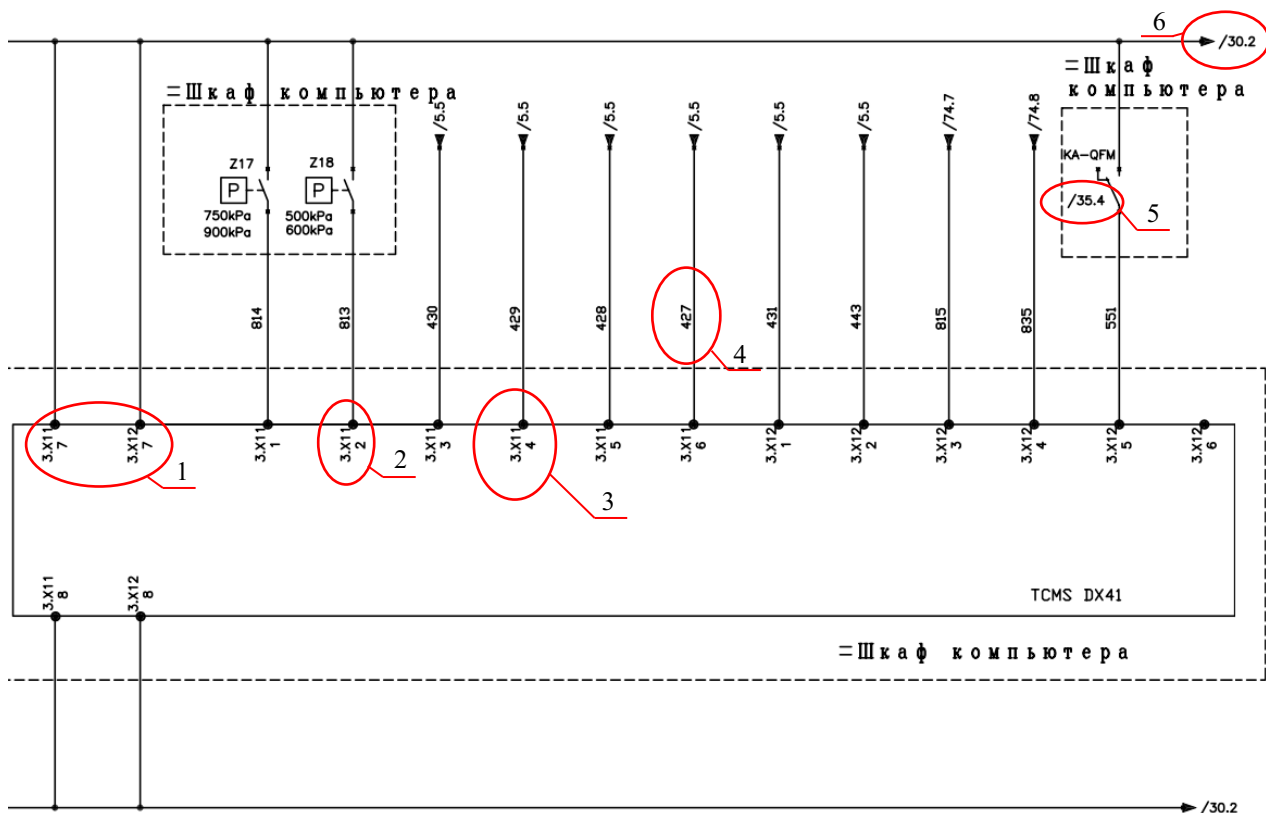 6
/30.2
=Шкаф компьютера
=Шкаф
компьютера
/5.5
/5.5
/5.5
/5.5
/5.5
/5.5
/74.7
/74.8
Z17
P
750kPa
900kPa
Z18
P
500kPa
600kPa
KA-QFM
/35.4
5
814
813
430
429
428
427
431
443
815
835
551
4
3.X11
7
3.X12
7
3.X11
1
3.X11
2
3.X11
3
3.X11
4
3.X11
5
3.X11
6
3.X12
1
3.X12
2
3.X12
3
3.X12
4
3.X12
5
3.X12
6
1
2
3
3.X11
8
3.X12
8
TCMS DX41
=Шкаф компьютера
/30.2